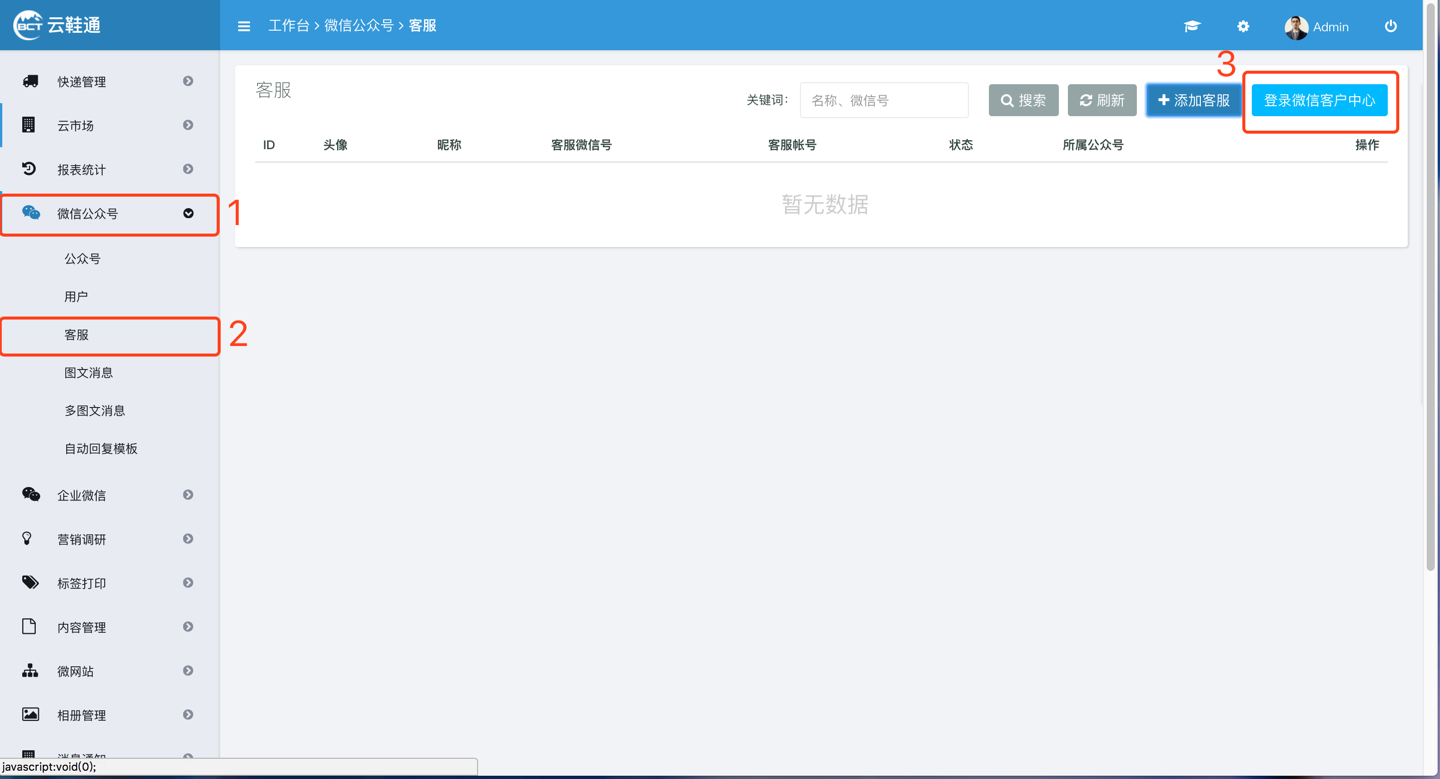 BCT 云鞋通
工作台 > 微信公众号 > 客服
Admin
快递管理
云市场
报表统计
微信公众号
1
公众号
用户
客服
2
图文消息
多图文消息
自动回复模板
企业微信
营销调研
标签打印
内容管理
微网站
相册管理
消息通知
javascript:void(0);
3
客服
关键词：
名称、微信号
搜索
刷新
添加客服
登录微信客户中心
ID 头像 昵称 客服微信号 客服帐号 状态 所属公众号 操作
暂无数据